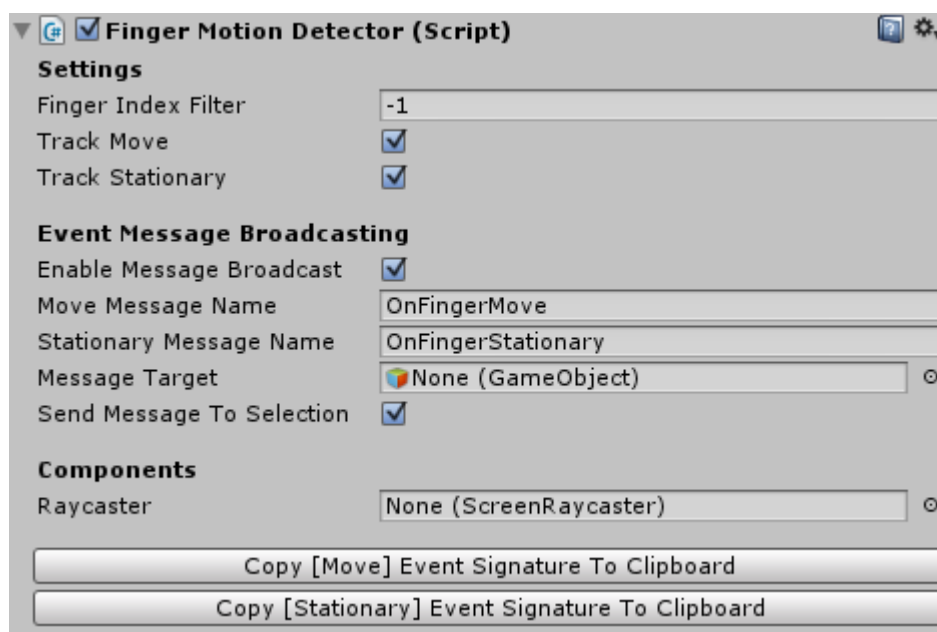 Finger Motion Detector (Script)
Settings
Finger Index Filter -1
Track Move
Track Stationary
Event Message Broadcasting
Enable Message Broadcast
Move Message Name OnFingerMove
Stationary Message Name OnFingerStationary
Message Target None (GameObject)
Send Message To Selection
Components
Raycaster None (ScreenRaycaster)
Copy [Move] Event Signature To Clipboard
Copy [Stationary] Event Signature To Clipboard